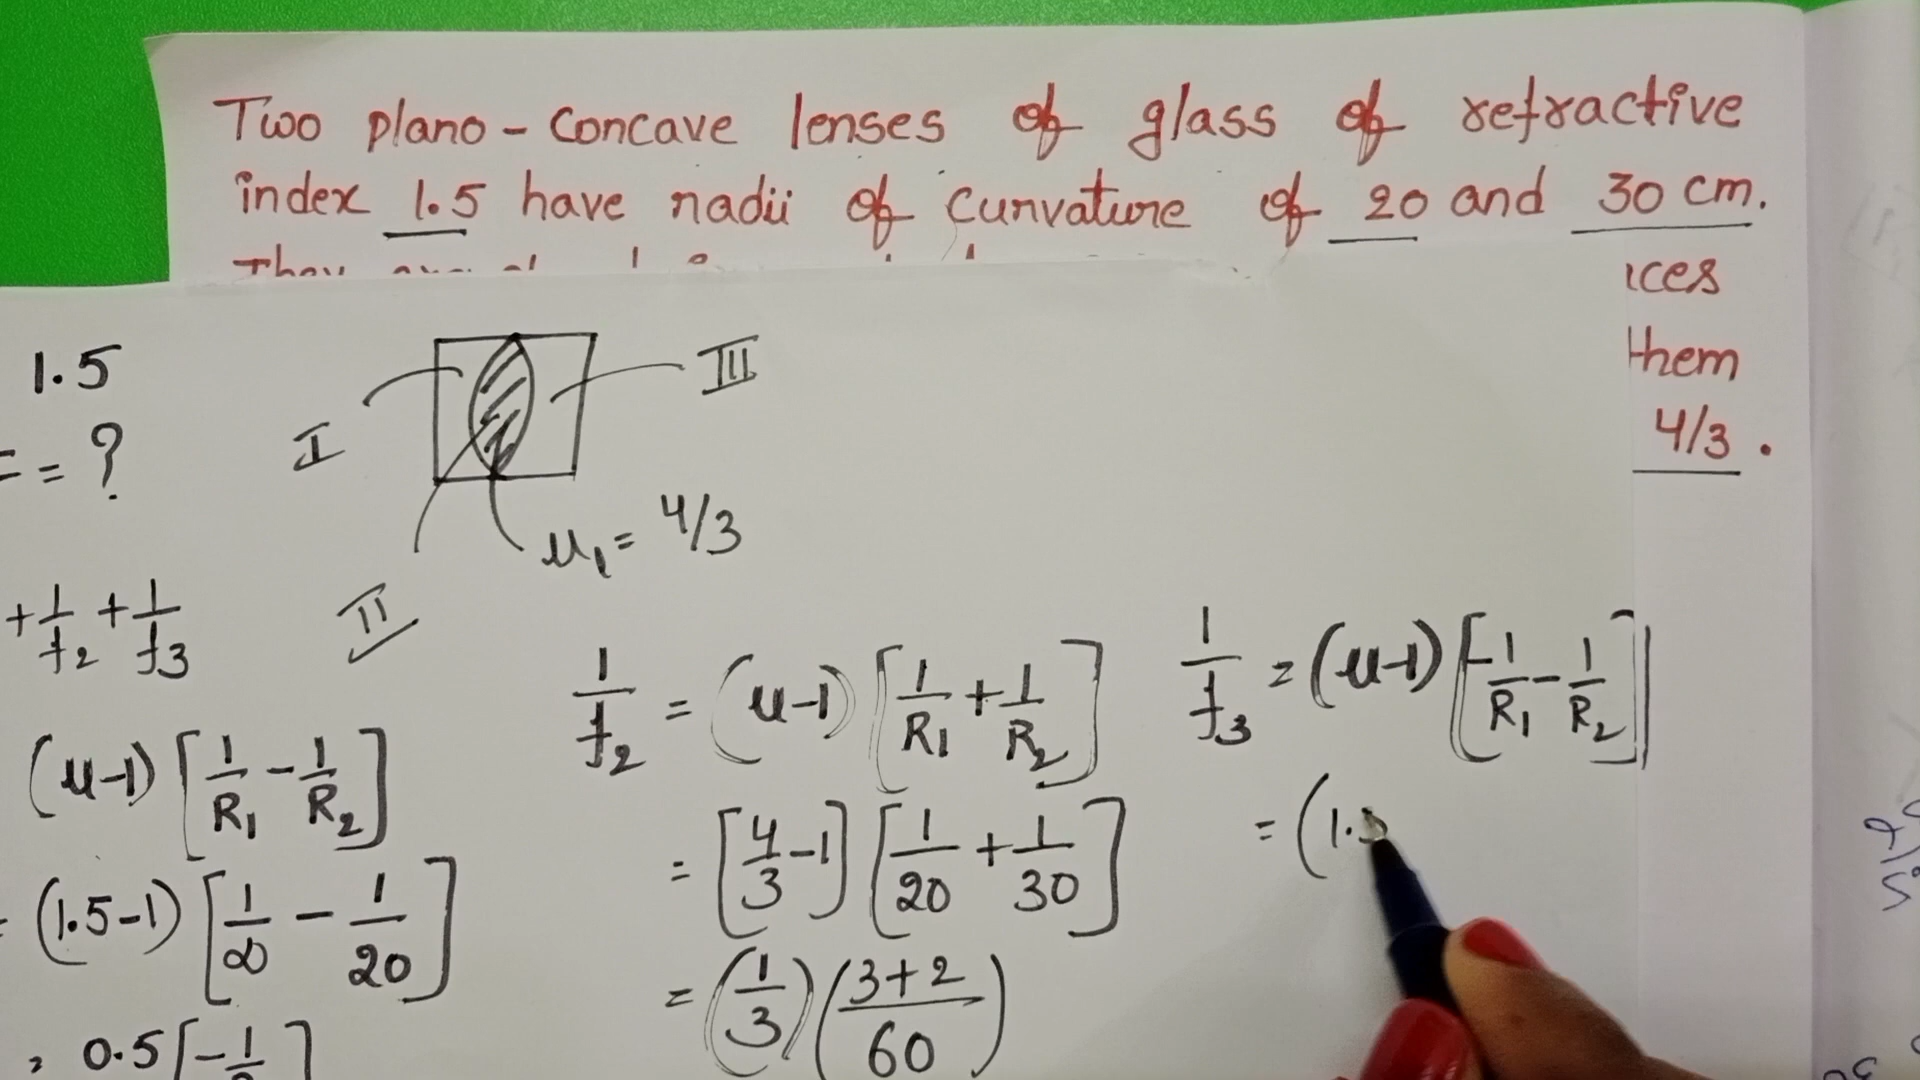 Two plano-concave lenses of glass of refractive
index 1.5 have radii of curvature of 20 and 30 cm.
ices
them
4/3.
1.5
= ?
I
III
II
μ₁ = 4/3
+ 1/f₂ + 1/f₃
(μ-1) [1/R₁ - 1/R₂]
= (1.5-1) [1/∞ - 1/20]
= 0.5 [-1/
1/f₂ = (μ-1) [1/R₁ + 1/R₂]
= [4/3 - 1] [1/20 + 1/30]
= (1/3) (3+2/60)
1/f₃ = (μ-1) [-1/R₁ - 1/R₂]
= (1.5